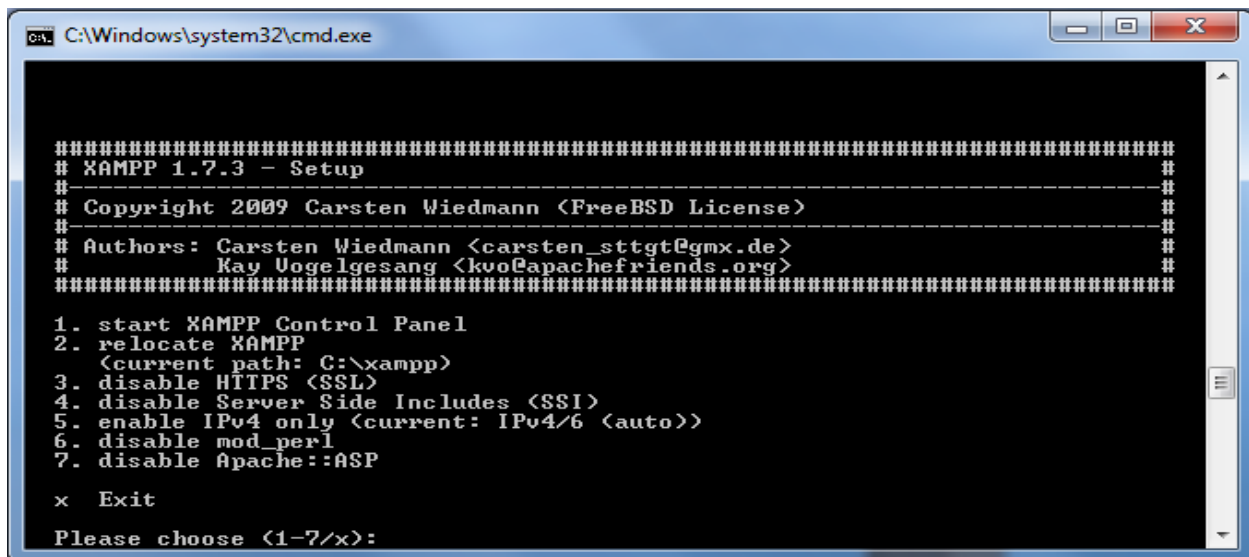 C:\Windows\system32\cmd.exe
###########################################################################
# XAMPP 1.7.3 - Setup #
#-------------------------------------------------------------------------#
# Copyright 2009 Carsten Wiedmann (FreeBSD License) #
#-------------------------------------------------------------------------#
# Authors: Carsten Wiedmann <carsten_sttgt@gmx.de> #
# Kay Vogelgesang <kvo@apachefriends.org> #
###########################################################################
1. start XAMPP Control Panel
2. relocate XAMPP
(current path: C:\xampp)
3. disable HTTPS (SSL)
4. disable Server Side Includes (SSI)
5. enable IPv4 only (current: IPv4/6 (auto))
6. disable mod_perl
7. disable Apache::ASP
x Exit
Please choose (1-7/x):